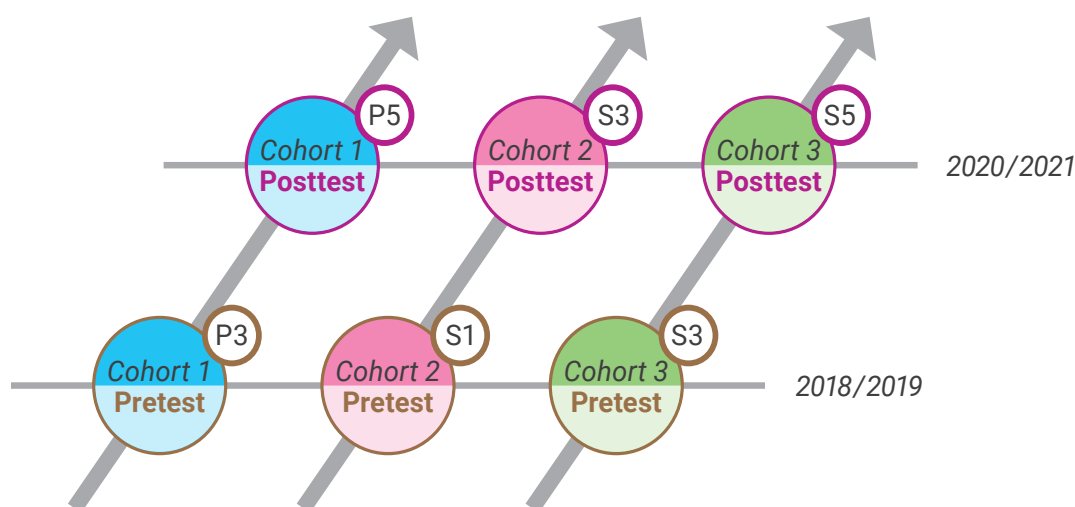 P5
Cohort 1
Posttest
S3
Cohort 2
Posttest
S5
Cohort 3
Posttest
2020/2021
P3
Cohort 1
Pretest
S1
Cohort 2
Pretest
S3
Cohort 3
Pretest
2018/2019